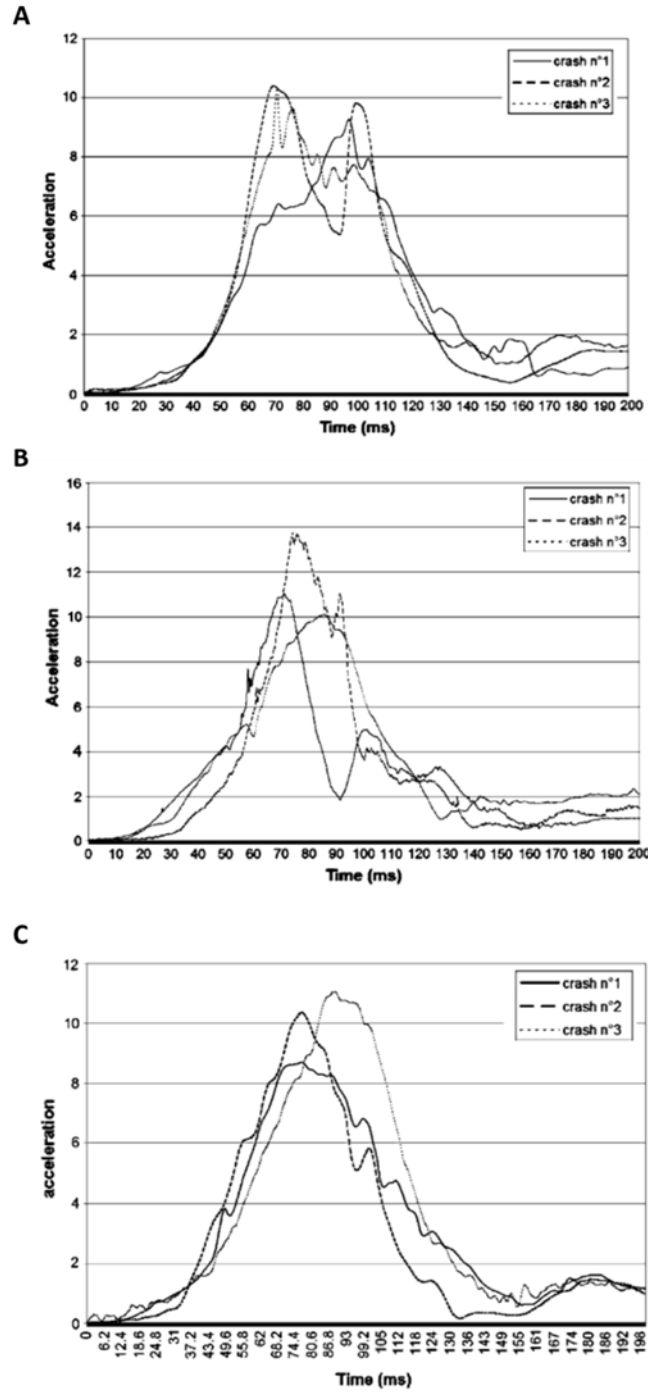 A
12
10
8
6
4
2
0
Acceleration
crash n°1
crash n°2
crash n°3
0 10 20 30 40 50 60 70 80 90 100 110 120 130 140 150 160 170 180 190 200
Time (ms)
B
16
14
12
10
8
6
4
2
0
Acceleration
crash n°1
crash n°2
crash n°3
0 10 20 30 40 50 60 70 80 90 100 110 120 130 140 150 160 170 180 190 200
Time (ms)
C
12
10
8
6
4
2
0
acceleration
crash n°1
crash n°2
crash n°3
0 6.2 12.4 18.6 24.8 31 37.2 43.4 49.6 55.8 62 68.2 74.4 80.6 86.8 93 99.2 105 112 118 124 130 136 143 149 155 161 167 174 180 186 192 198
Time (ms)